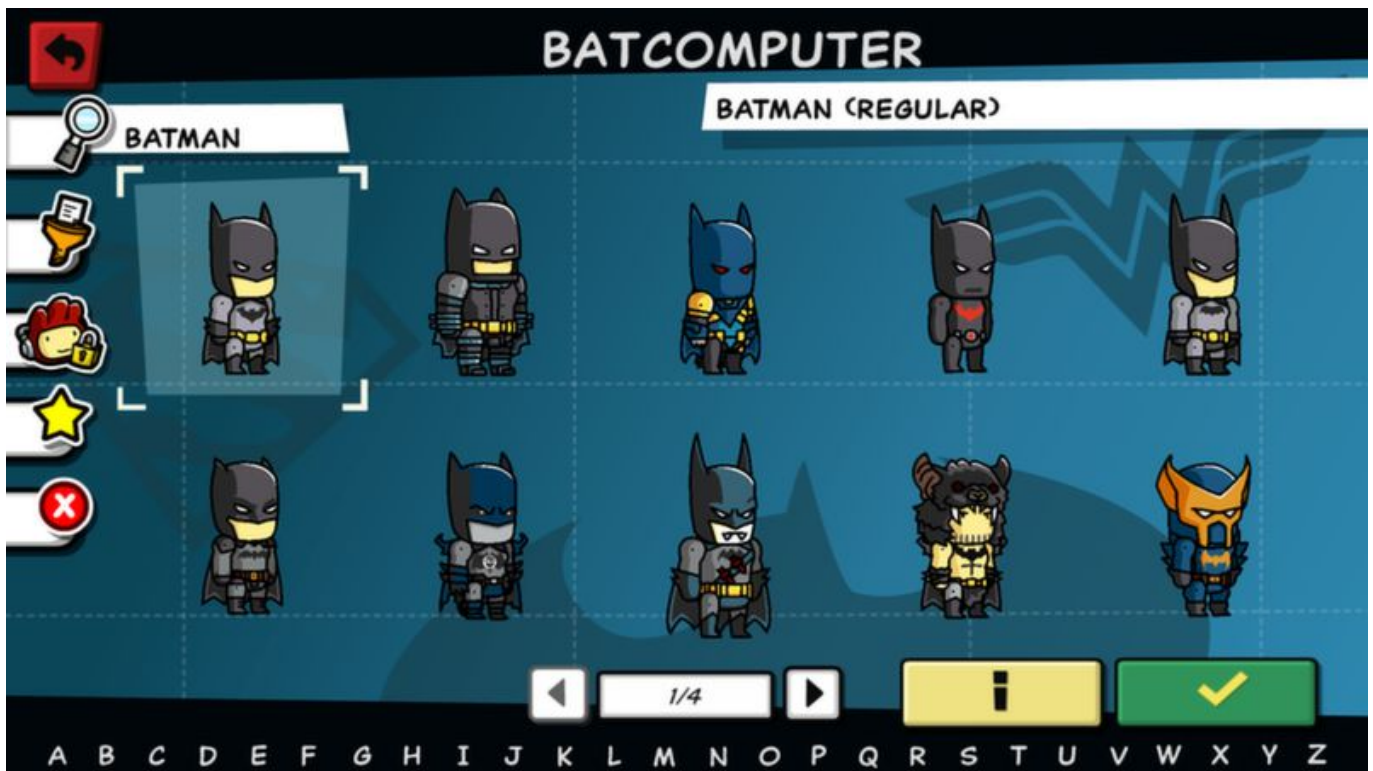 BATCOMPUTER
BATMAN (REGULAR)
BATMAN
1/4
i
A B C D E F G H I J K L M N O P Q R S T U V W X Y Z